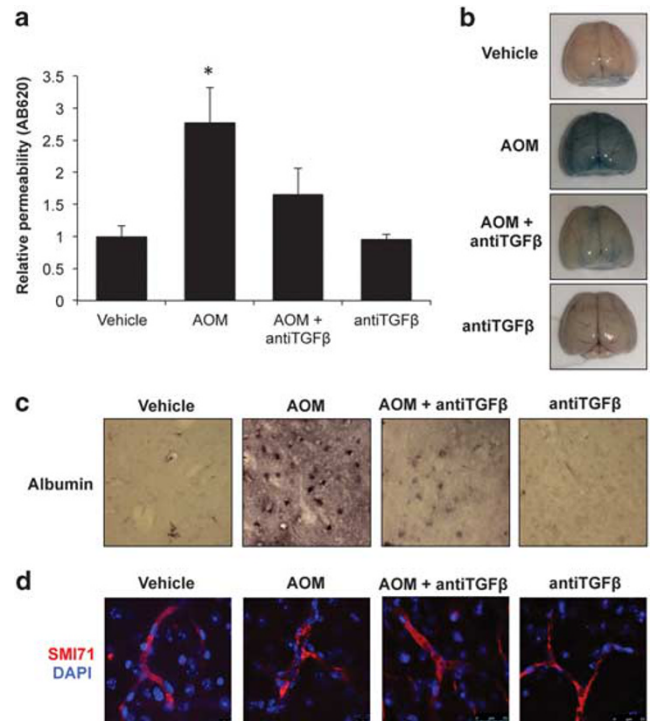 a
Relative permeability (AB620)
3.5
3
2.5
2
1.5
1
0.5
0
*
Vehicle
AOM
AOM +
antiTGFβ
antiTGFβ
b
Vehicle
AOM
AOM +
antiTGFβ
antiTGFβ
c
Vehicle
AOM
AOM + antiTGFβ
antiTGFβ
Albumin
d
Vehicle
AOM
AOM + antiTGFβ
antiTGFβ
SMI71
DAPI